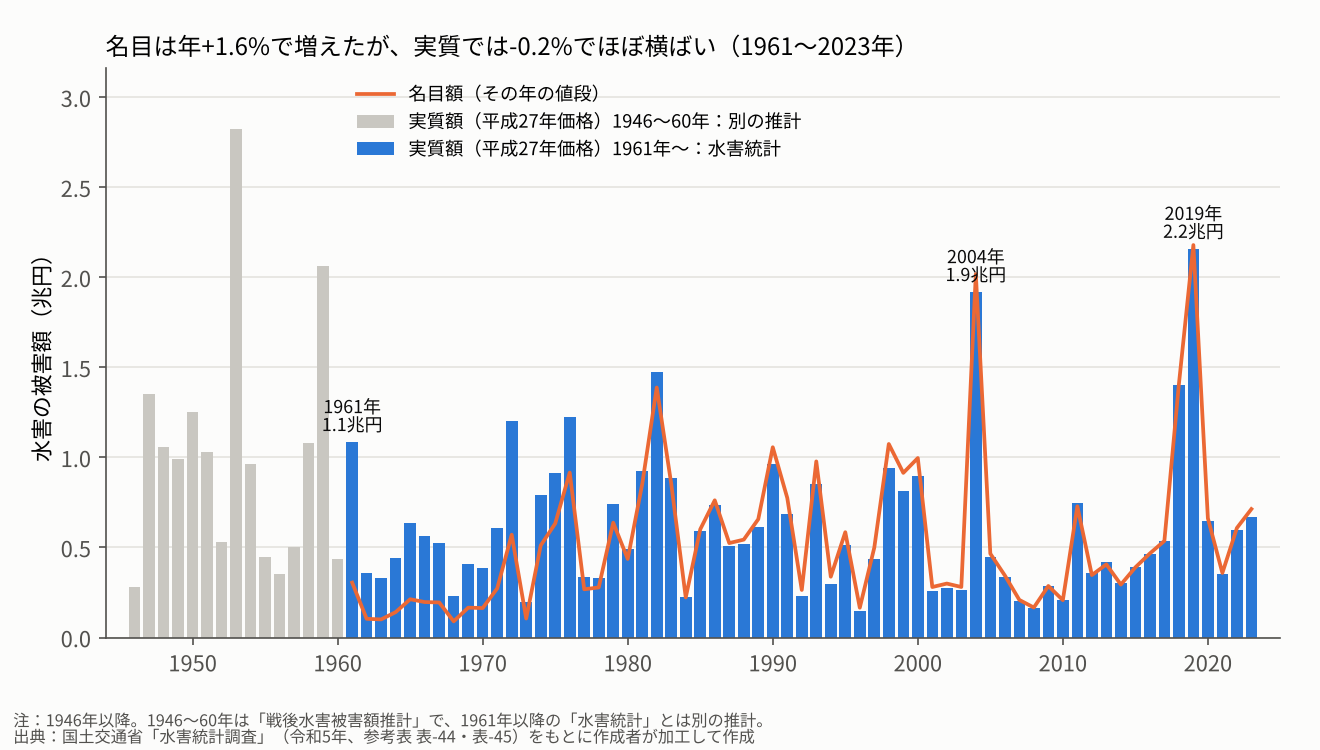 名目は年+1.6%で増えたが、実質では-0.2%でほぼ横ばい（1961～2023年）
名目額（その年の値段）
実質額（平成27年価格）1946～60年：別の推計
実質額（平成27年価格）1961年～：水害統計
水害の被害額（兆円）
3.0
2.5
2.0
1.5
1.0
0.5
0.0
1961年
1.1兆円
2004年
1.9兆円
2019年
2.2兆円
1950
1960
1970
1980
1990
2000
2010
2020
注：1946年以降。1946～60年は「戦後水害被害額推計」で、1961年以降の「水害統計」とは別の推計。
出典：国土交通省「水害統計調査」（令和5年、参考表 表-44・表-45）をもとに作成者が加工して作成